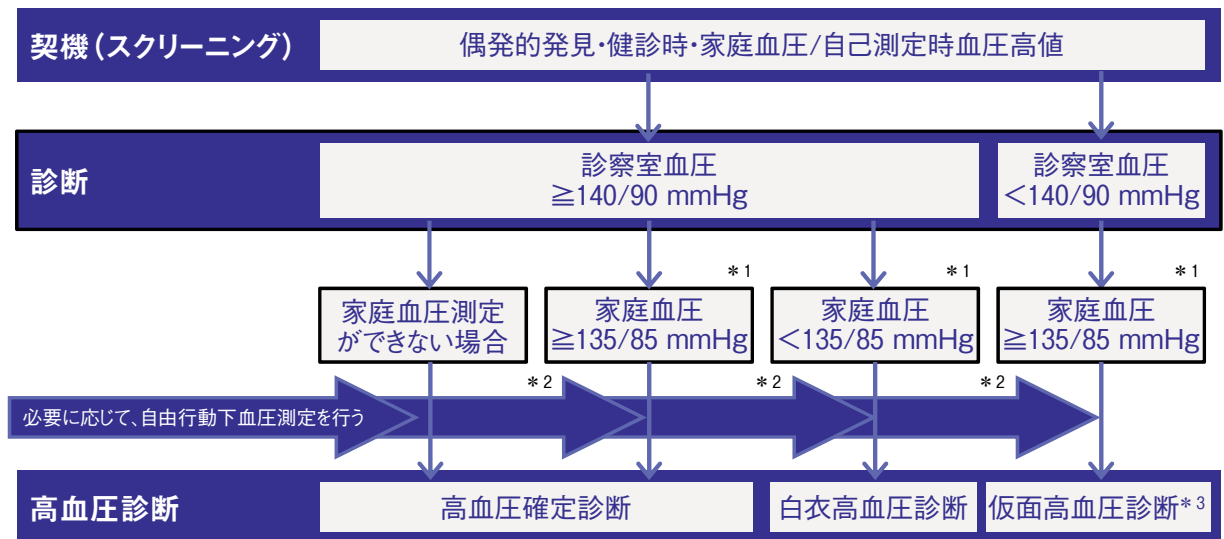 契機（スクリーニング）
偶発的発見・健診時・家庭血圧/自己測定時血圧高値
診断
診察室血圧
≧140/90 mmHg
診察室血圧
＜140/90 mmHg
＊1
＊1
＊1
家庭血圧測定
ができない場合
家庭血圧
≧135/85 mmHg
家庭血圧
＜135/85 mmHg
家庭血圧
≧135/85 mmHg
＊2
＊2
＊2
必要に応じて、自由行動下血圧測定を行う
高血圧診断
高血圧確定診断
白衣高血圧診断
仮面高血圧診断＊3